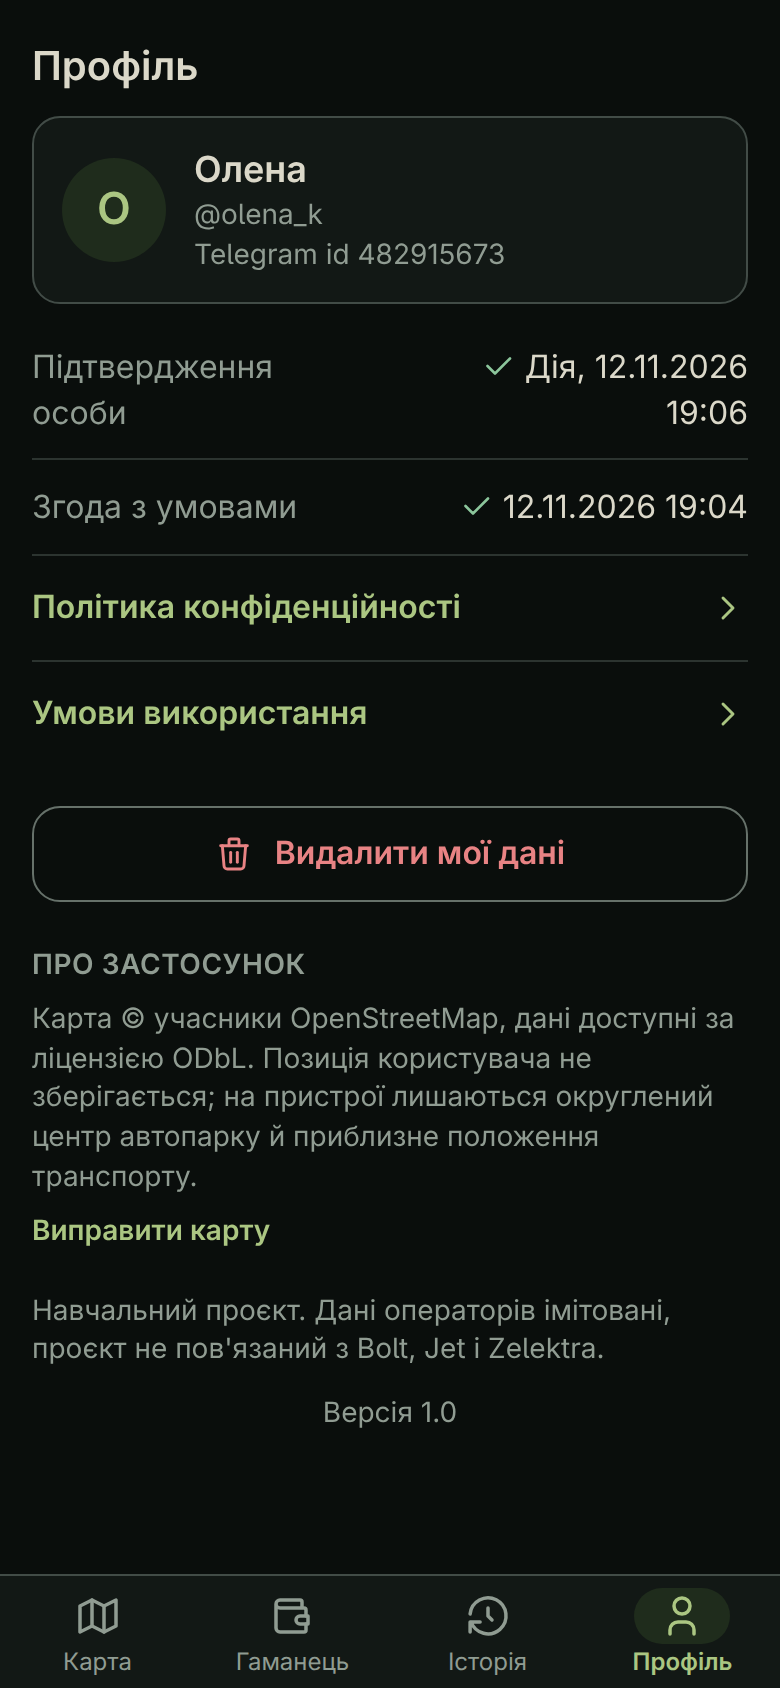 Профіль
О
Олена
@olena_k
Telegram id 482915673
Підтвердження особи
Дія, 12.11.2026 19:06
Згода з умовами
12.11.2026 19:04
Політика конфіденційності
Умови використання
Видалити мої дані
ПРО ЗАСТОСУНОК
Карта © учасники OpenStreetMap, дані доступні за
ліцензією ODbL. Позиція користувача не
зберігається; на пристрої лишаються округлений
центр автопарку й приблизне положення
транспорту.
Виправити карту
Навчальний проєкт. Дані операторів імітовані,
проєкт не пов'язаний з Bolt, Jet і Zelektra.
Версія 1.0
Карта
Гаманець
Історія
Профіль